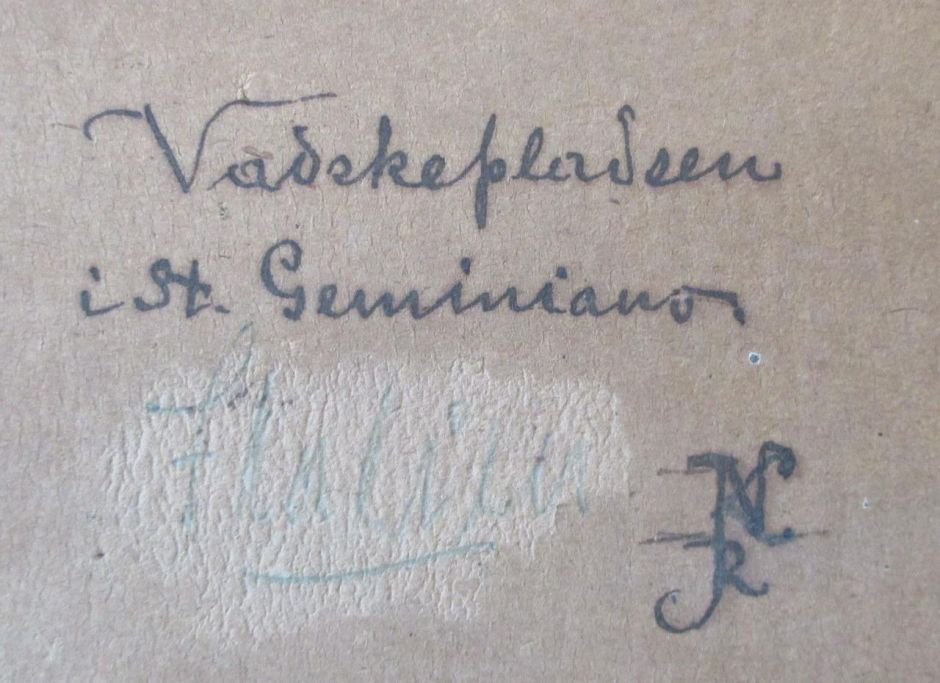 Vadskepladsen
i St. Geminiano.
Italien